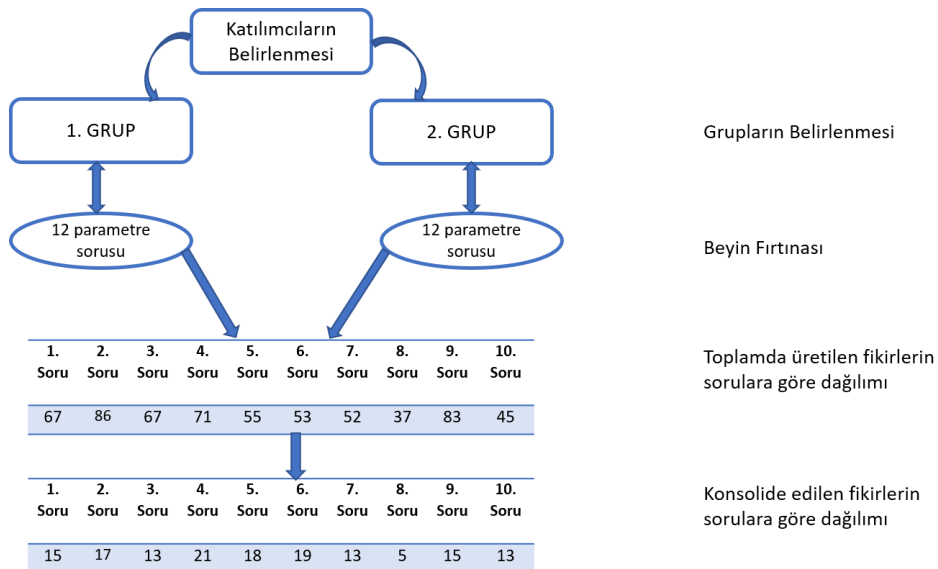 Katılımcıların
Belirlenmesi
1. GRUP
2. GRUP
Grupların Belirlenmesi
12 parametre
sorusu
12 parametre
sorusu
Beyin Fırtınası
1. 2. 3. 4. 5. 6. 7. 8. 9. 10.
Soru Soru Soru Soru Soru Soru Soru Soru Soru Soru
67 86 67 71 55 53 52 37 83 45
Toplamda üretilen fikirlerin
sorulara göre dağılımı
1. 2. 3. 4. 5. 6. 7. 8. 9. 10.
Soru Soru Soru Soru Soru Soru Soru Soru Soru Soru
15 17 13 21 18 19 13 5 15 13
Konsolide edilen fikirlerin
sorulara göre dağılımı